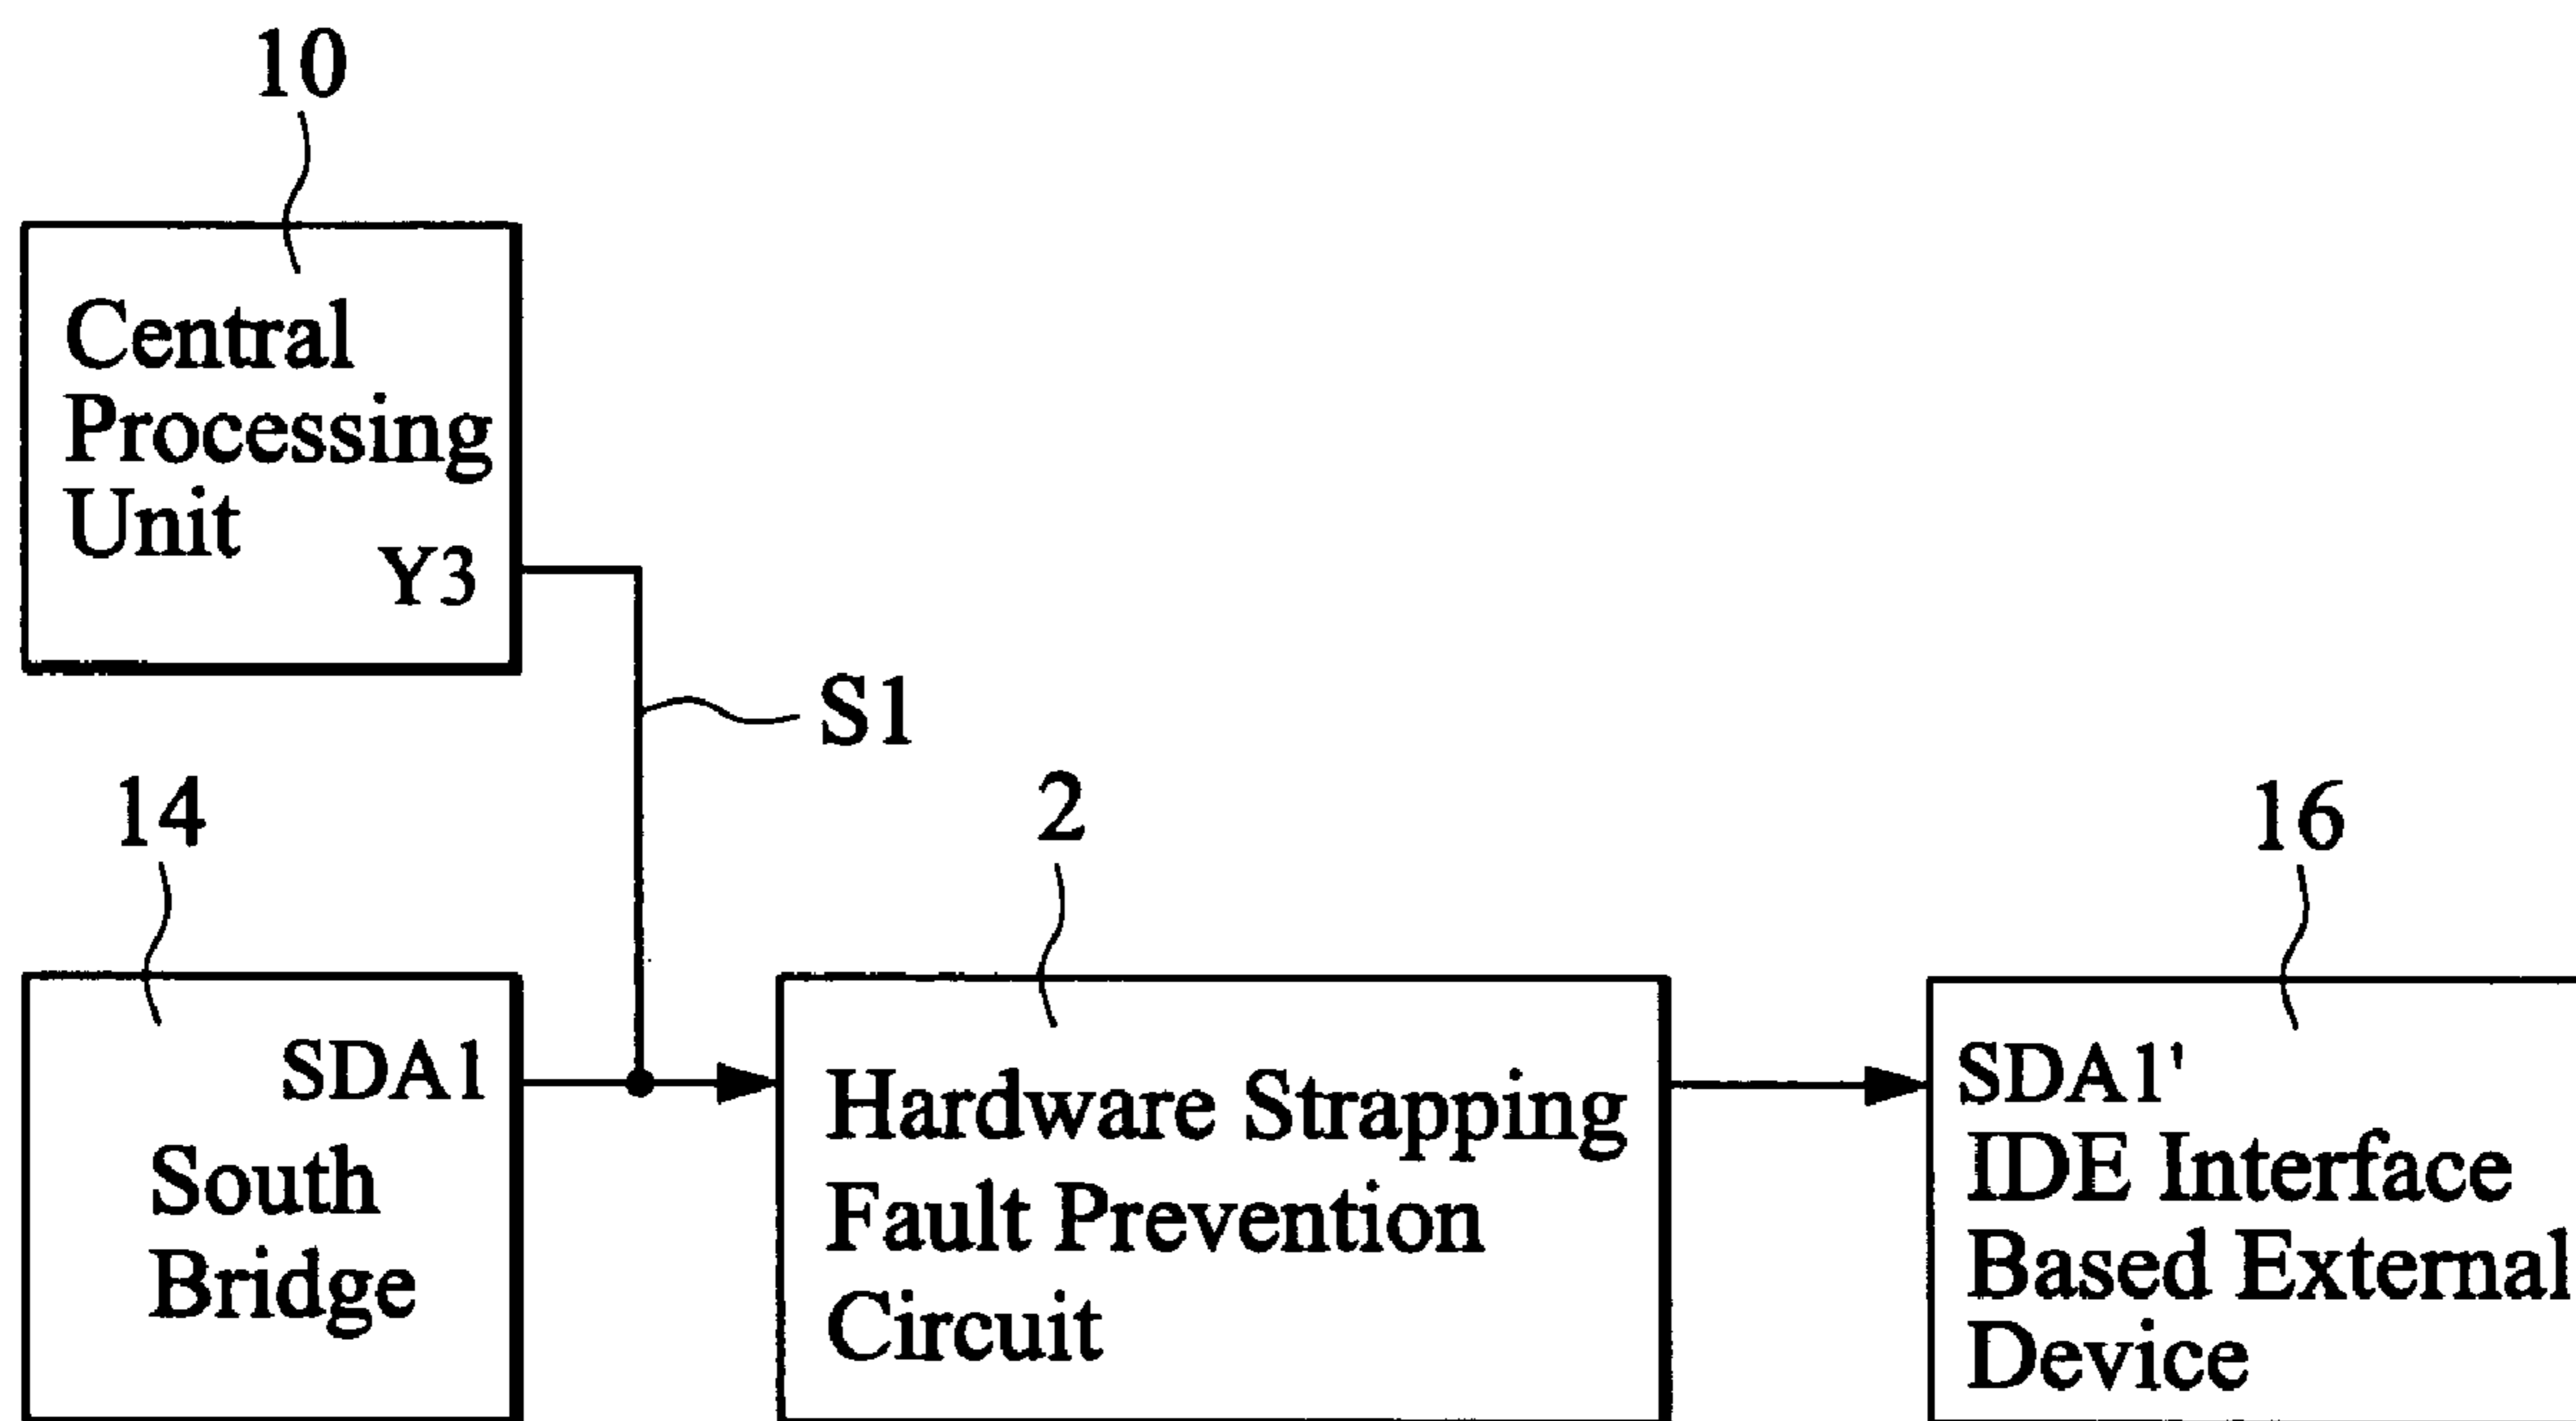 10
Central
Processing
Unit
Y3
S1
14
2
16
SDA1
South
Bridge
Hardware Strapping
Fault Prevention
Circuit
SDA1'
IDE Interface
Based External
Device